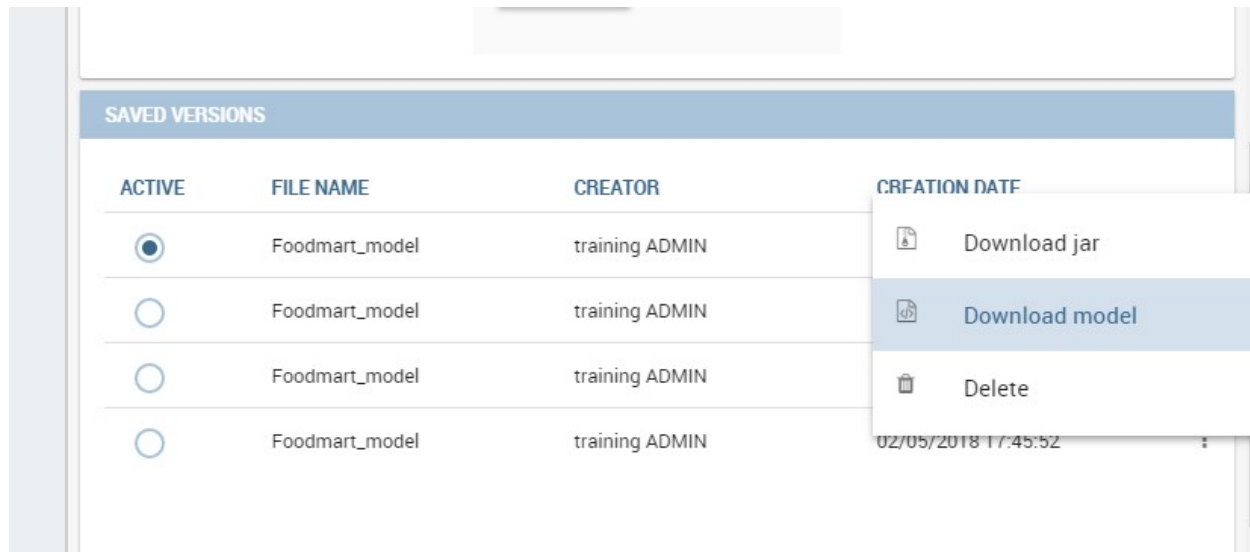 SAVED VERSIONS
ACTIVE FILE NAME CREATOR CREATION DATE
Foodmart_model training ADMIN Download jar
Foodmart_model training ADMIN Download model
Foodmart_model training ADMIN Delete
Foodmart_model training ADMIN 02/05/2018 17:45:52